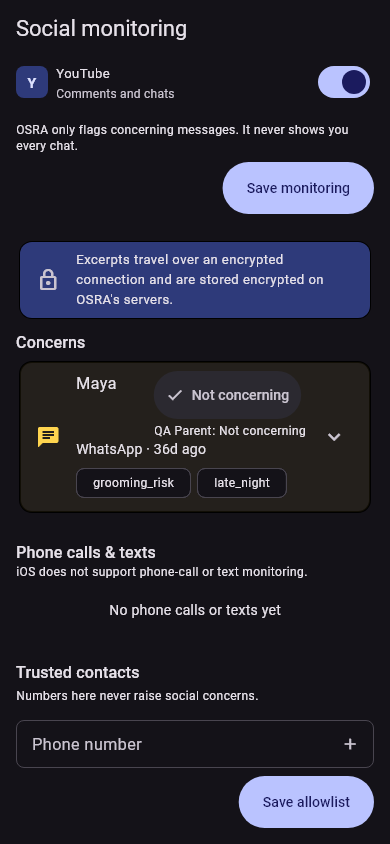 Social monitoring
Y
YouTube
Comments and chats
OSRA only flags concerning messages. It never shows you
every chat.
Save monitoring
Excerpts travel over an encrypted
connection and are stored encrypted on
OSRA's servers.
Concerns
Maya
Not concerning
QA Parent: Not concerning
WhatsApp · 36d ago
grooming_risk
late_night
Phone calls & texts
iOS does not support phone-call or text monitoring.
No phone calls or texts yet
Trusted contacts
Numbers here never raise social concerns.
Phone number
+
Save allowlist